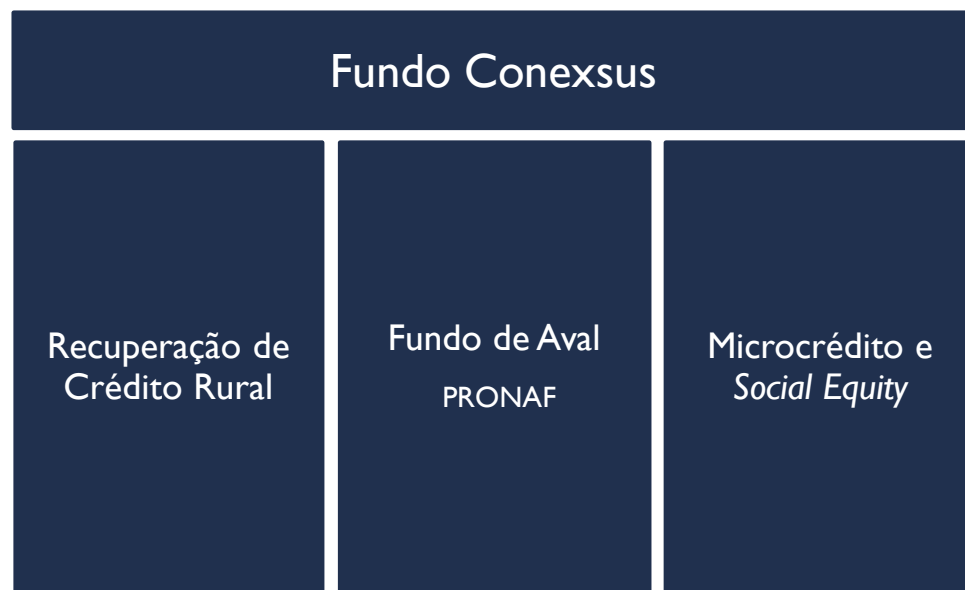 Fundo Conexsus
Recuperação de
Crédito Rural
Fundo de Aval
PRONAF
Microcrédito e
Social Equity